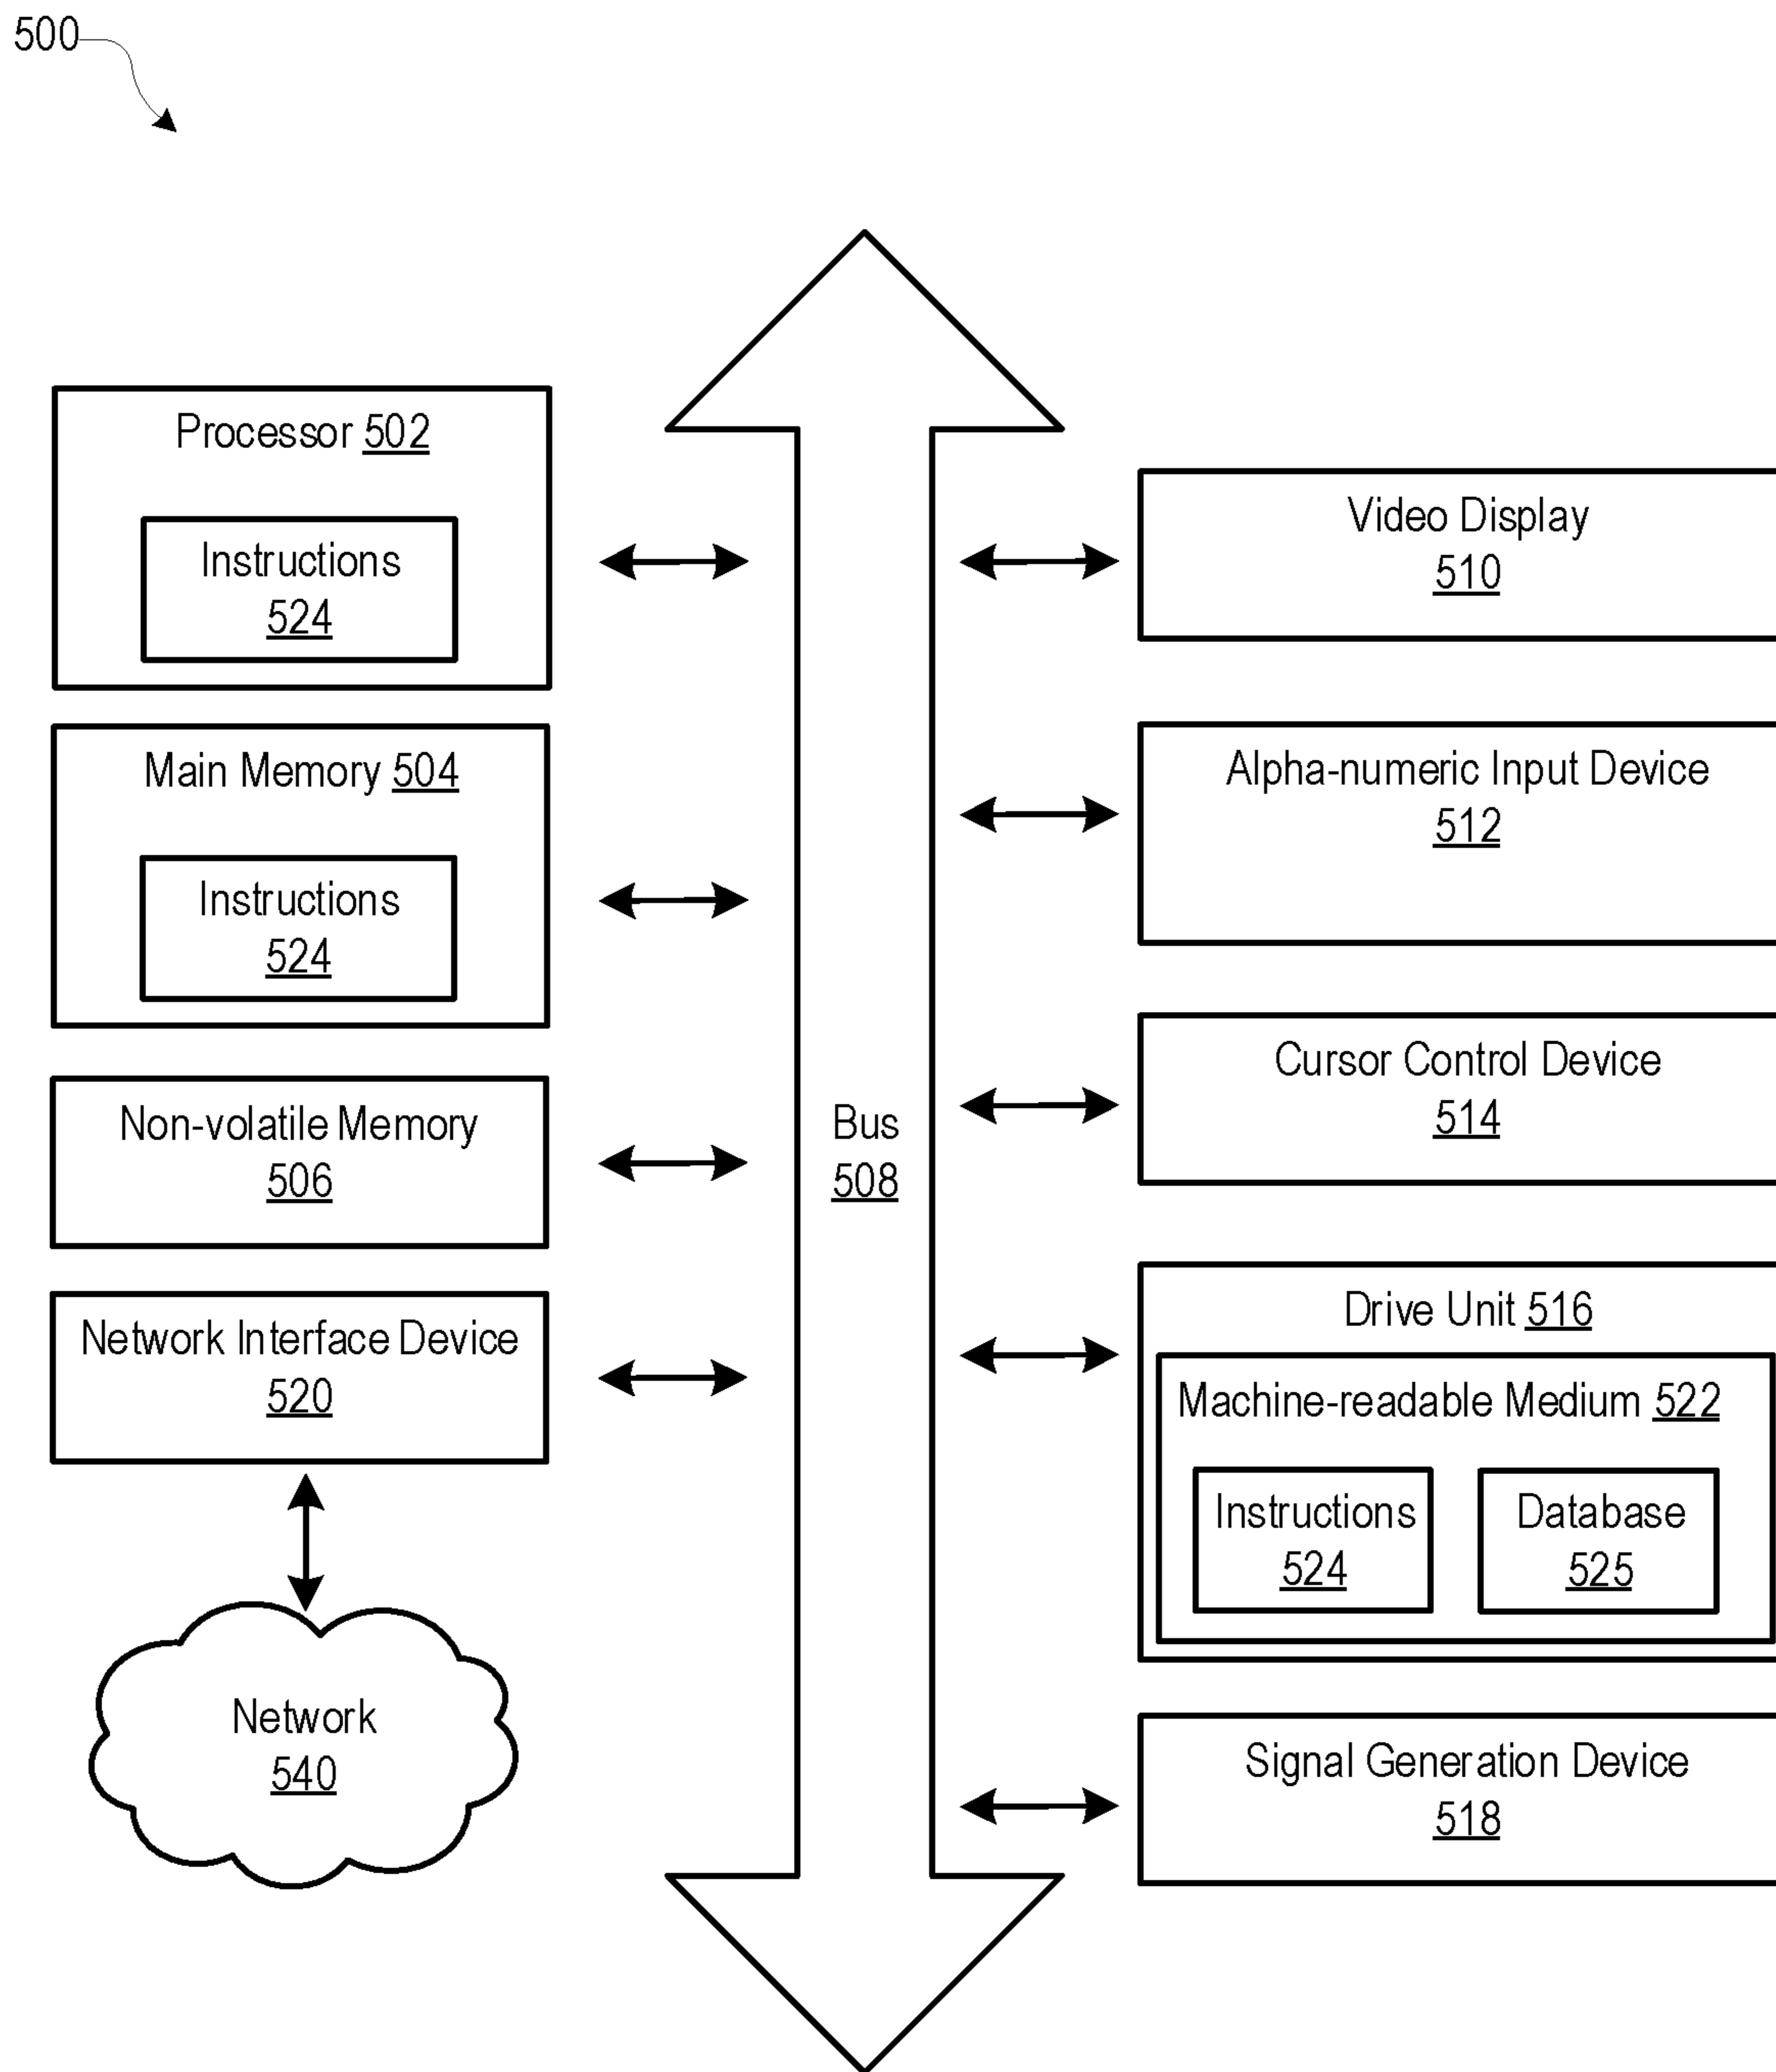 500
Processor 502
Instructions
524
Main Memory 504
Instructions
524
Non-volatile Memory
506
Network Interface Device
520
Network
540
Bus
508
Video Display
510
Alpha-numeric Input Device
512
Cursor Control Device
514
Drive Unit 516
Machine-readable Medium 522
Instructions
524
Database
525
Signal Generation Device
518